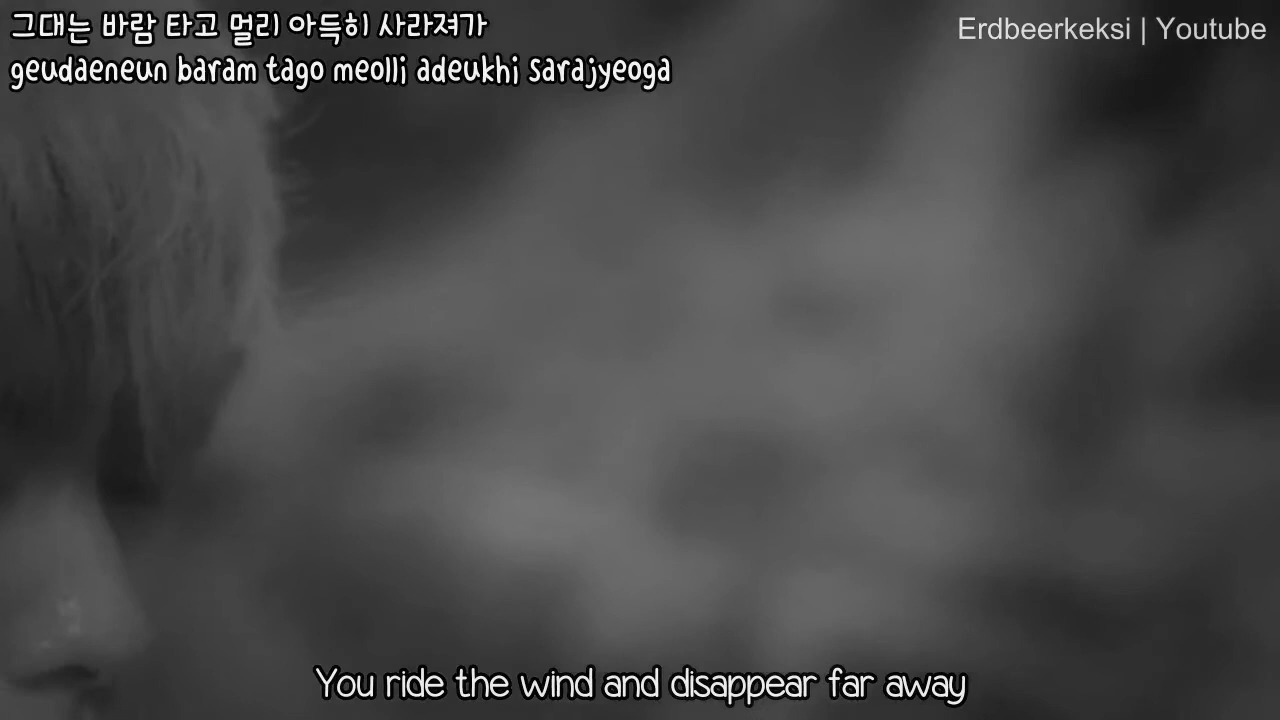 그대는 바람 타고 멀리 아득히 사라져가
Erdbeerkeksi | Youtube
geudaeneun baram tago meolli adeukhi sarajyeoga
You ride the wind and disappear far away